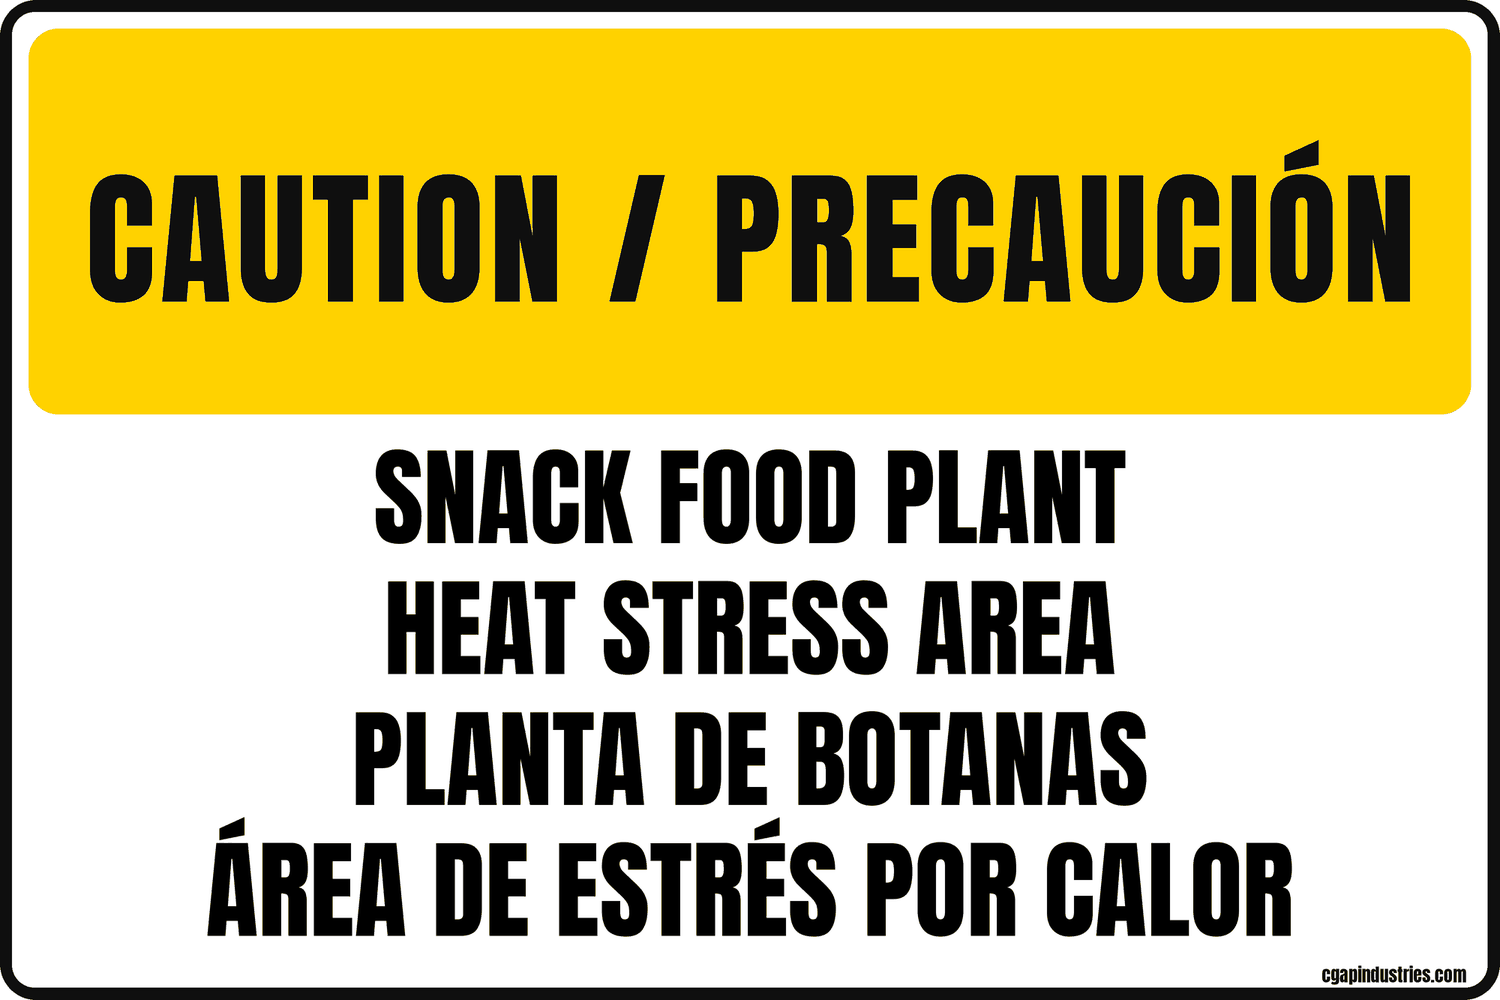 CAUTION / PRECAUCIÓN
SNACK FOOD PLANT
HEAT STRESS AREA
PLANTA DE BOTANAS
ÁREA DE ESTRÉS POR CALOR
cgapindustries.com